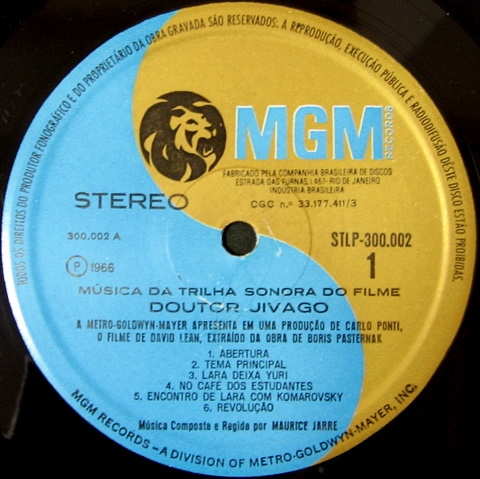 TODOS OS DIREITOS DO PRODUTOR FONOGRÁFICO E DO PROPRIETÁRIO DA OBRA GRAVADA SÃO RESERVADOS: A REPRODUÇÃO, EXECUÇÃO PÚBLICA E RADIODIFUSÃO DÊSTE DISCO ESTÃO PROIBIDAS.
MGM RECORDS
FABRICADO PELA COMPANHIA BRASILEIRA DE DISCOS
ESTRADA DAS FURNAS, 1.467- RIO DE JANEIRO
INDÚSTRIA BRASILEIRA
STEREO
CGC n.º 33.177.411/3
300.002 A
STLP-300.002
P 1966
1
MÚSICA DA TRILHA SONORA DO FILME
DOUTOR JIVAGO
A METRO-GOLDWYN-MAYER APRESENTA EM UMA PRODUÇÃO DE CARLO PONTI,
O FILME DE DAVID LEAN, EXTRAÍDO DA OBRA DE BORIS PASTERNAK
1. ABERTURA
2. TEMA PRINCIPAL
3. LARA DEIXA YURI
4. NO CAFÉ DOS ESTUDANTES
5. ENCONTRO DE LARA COM KOMAROVSKY
6. REVOLUÇÃO
Música Composta e Regida por MAURICE JARRE
MGM RECORDS – A DIVISION OF METRO-GOLDWYN-MAYER, INC.